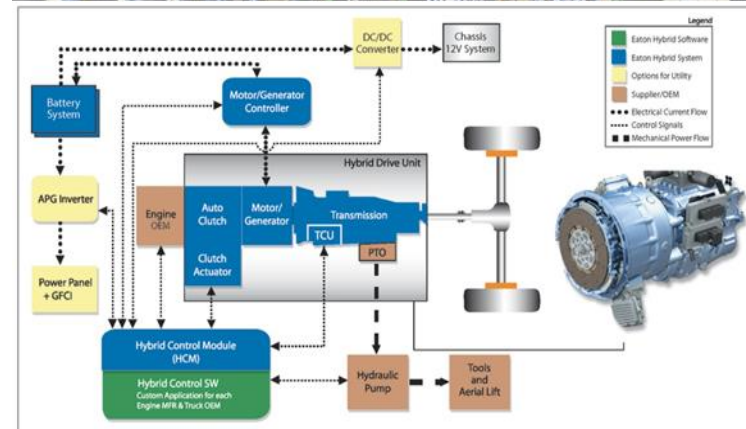 Legend
Eaton Hybrid Software
Eaton Hybrid System
Options for Utility
Supplier/OEM
Electrical Current Flow
Control Signals
Mechanical Power Flow
DC/DC
Converter
Chassis
12V System
Battery
System
Motor/Generator
Controller
Hybrid Drive Unit
APG Inverter
Engine
OEM
Auto
Clutch
Clutch
Actuator
Motor/
Generator
Transmission
TCU
PTO
Power Panel
+ GFCI
Hybrid Control Module
(HCM)
Hybrid Control SW
Custom Application for each
Engine MFR & Truck OEM
Hydraulic
Pump
Tools
and
Aerial Lift